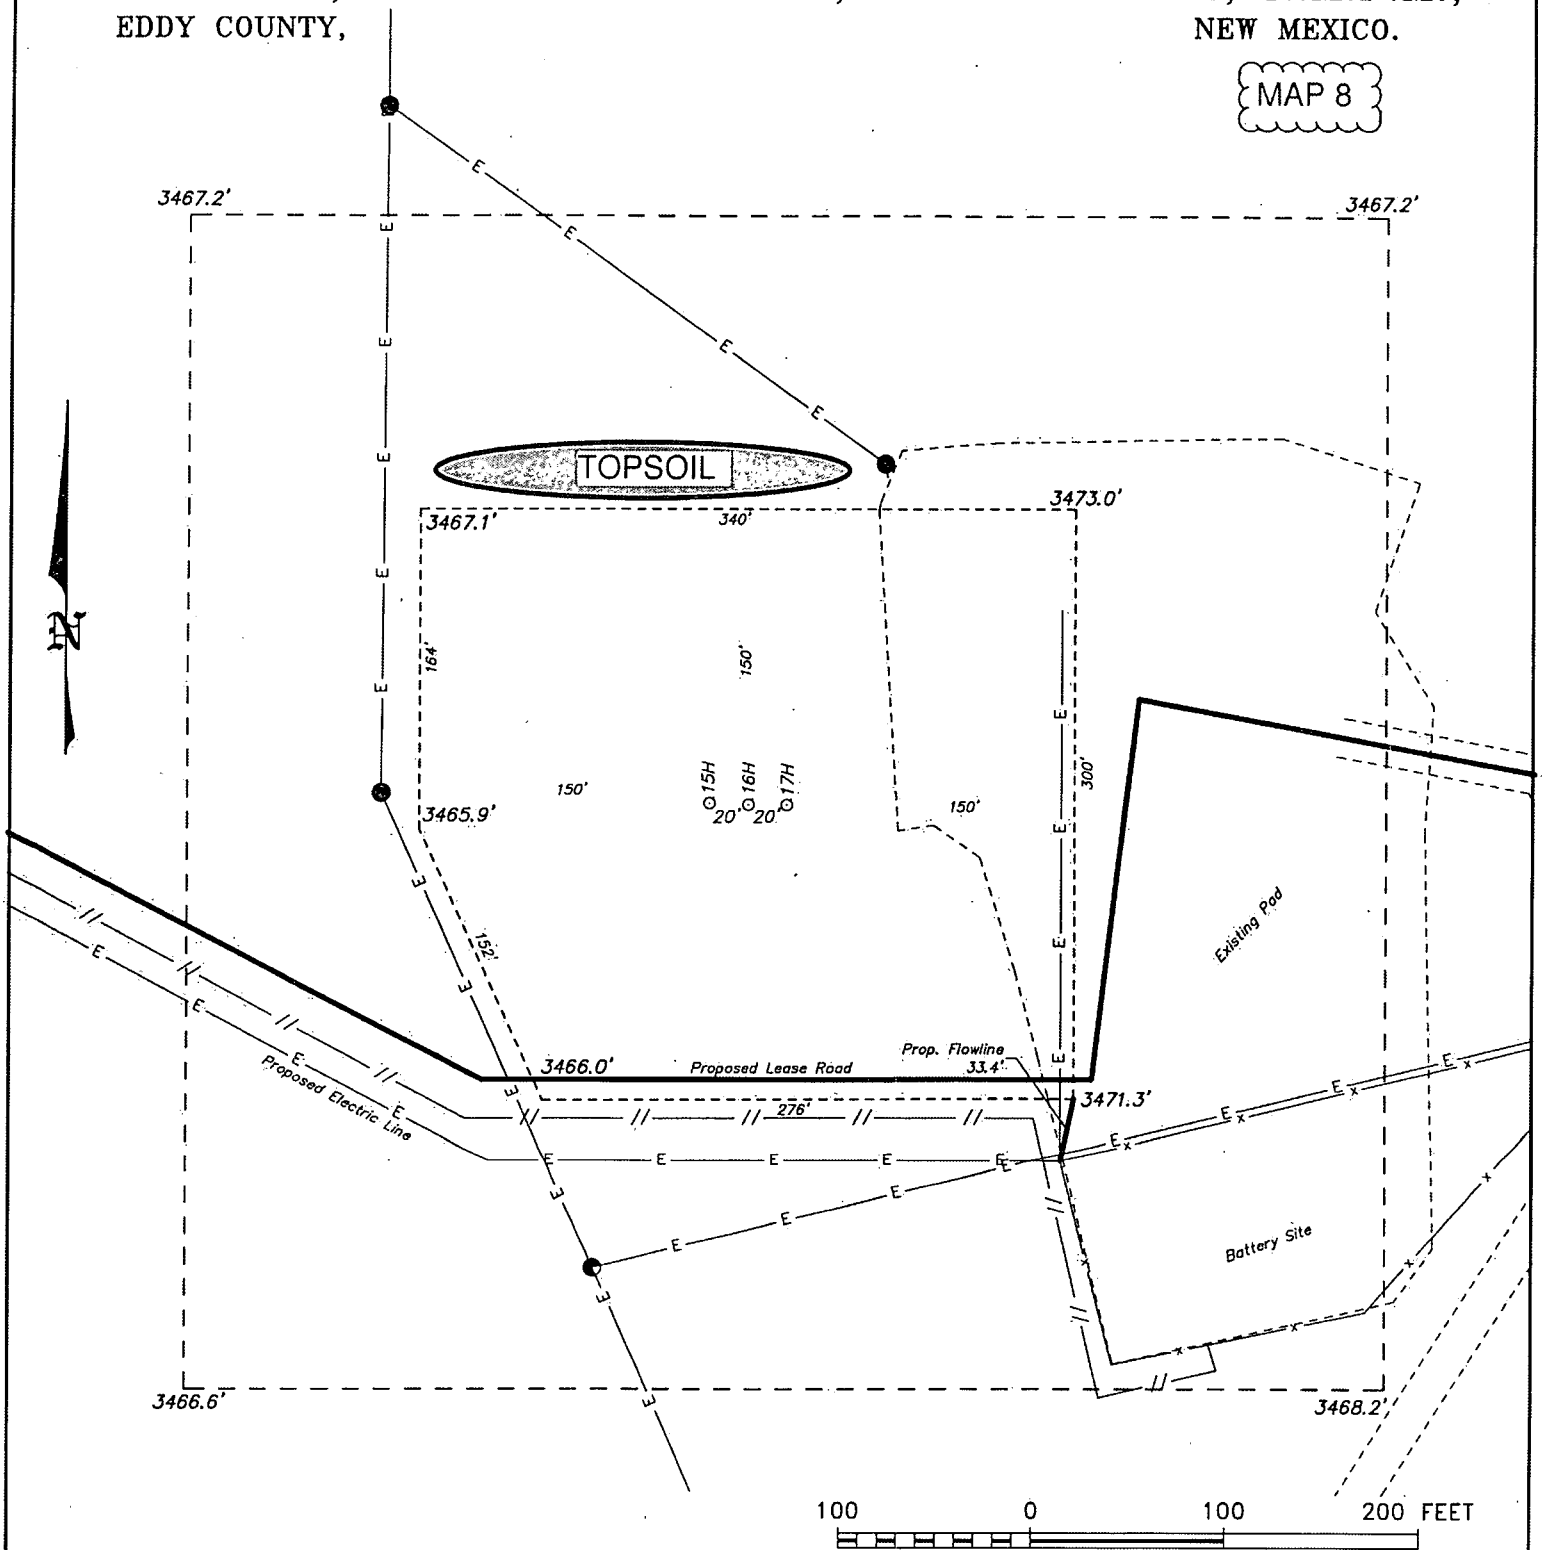 EDDY COUNTY,
NEW MEXICO.
MAP 8
3467.2'
3467.2'
E
E
E
E
E
E
E
TOPSOIL
3467.1'
340'
3473.0'
N
E
164'
150'
E
E
150'
15H
16H
17H
20'
20'
150'
300'
3465.9'
E
E
E
152'
E
E
Existing Pad
E
E
3466.0'
Proposed Lease Road
Prop. Flowline
33.4'
E
Proposed Electric Line
E
E
E
276'
3471.3'
E
x
E
x
E
x
E
x
E
E
E
E
E
E
E
E
E
E
x
x
x
x
Battery Site
E
E
3466.6'
3468.2'
100 0 100 200 FEET